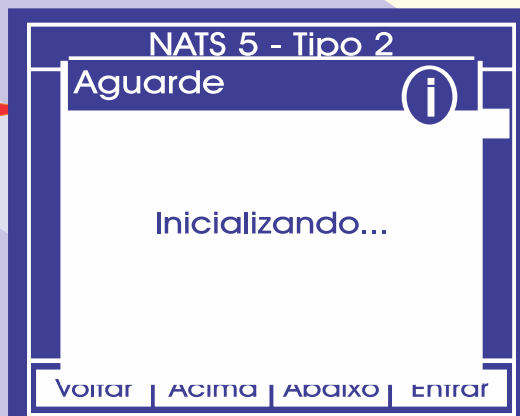 NATS 5 - Tipo 2
Aguarde
i
Inicializando...
Voltar Acima Abaixo Entrar